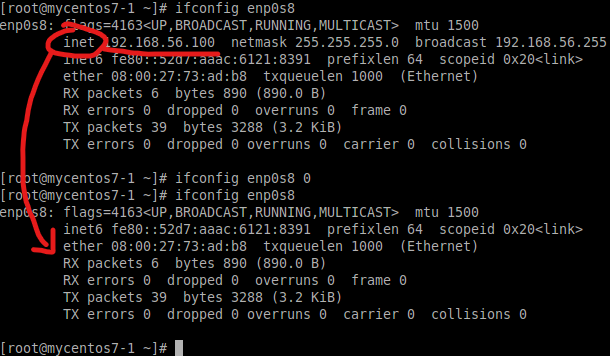 [root@mycentos7-1 ~]# ifconfig enp0s8
enp0s8: flags=4163<UP,BROADCAST,RUNNING,MULTICAST>  mtu 1500
inet 192.168.56.100  netmask 255.255.255.0  broadcast 192.168.56.255
inet6 fe80::52d7:aaac:6121:8391  prefixlen 64  scopeid 0x20<link>
ether 08:00:27:73:ad:b8  txqueuelen 1000  (Ethernet)
RX packets 6  bytes 890 (890.0 B)
RX errors 0  dropped 0  overruns 0  frame 0
TX packets 39  bytes 3288 (3.2 KiB)
TX errors 0  dropped 0 overruns 0  carrier 0  collisions 0
[root@mycentos7-1 ~]# ifconfig enp0s8 0
[root@mycentos7-1 ~]# ifconfig enp0s8
enp0s8: flags=4163<UP,BROADCAST,RUNNING,MULTICAST>  mtu 1500
inet6 fe80::52d7:aaac:6121:8391  prefixlen 64  scopeid 0x20<link>
ether 08:00:27:73:ad:b8  txqueuelen 1000  (Ethernet)
RX packets 6  bytes 890 (890.0 B)
RX errors 0  dropped 0  overruns 0  frame 0
TX packets 39  bytes 3288 (3.2 KiB)
TX errors 0  dropped 0 overruns 0  carrier 0  collisions 0
[root@mycentos7-1 ~]#